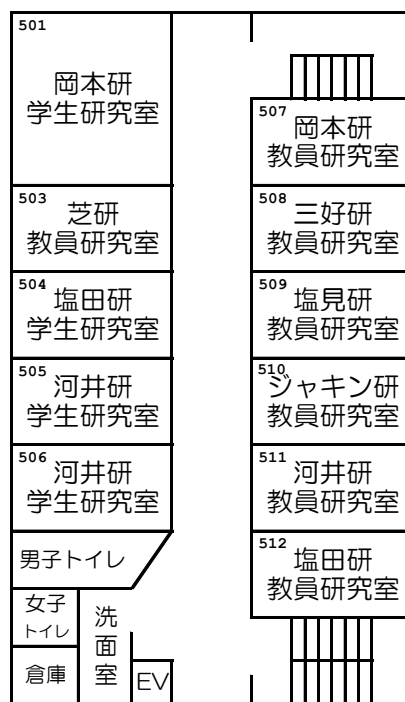 501
岡本研
学生研究室
503
芝研
教員研究室
504
塩田研
学生研究室
505
河井研
学生研究室
506
河井研
学生研究室
男子トイレ
女子
トイレ
倉庫
洗
面
室
EV
507
岡本研
教員研究室
508
三好研
教員研究室
509
塩見研
教員研究室
510
ジャキン研
教員研究室
511
河井研
教員研究室
512
塩田研
教員研究室